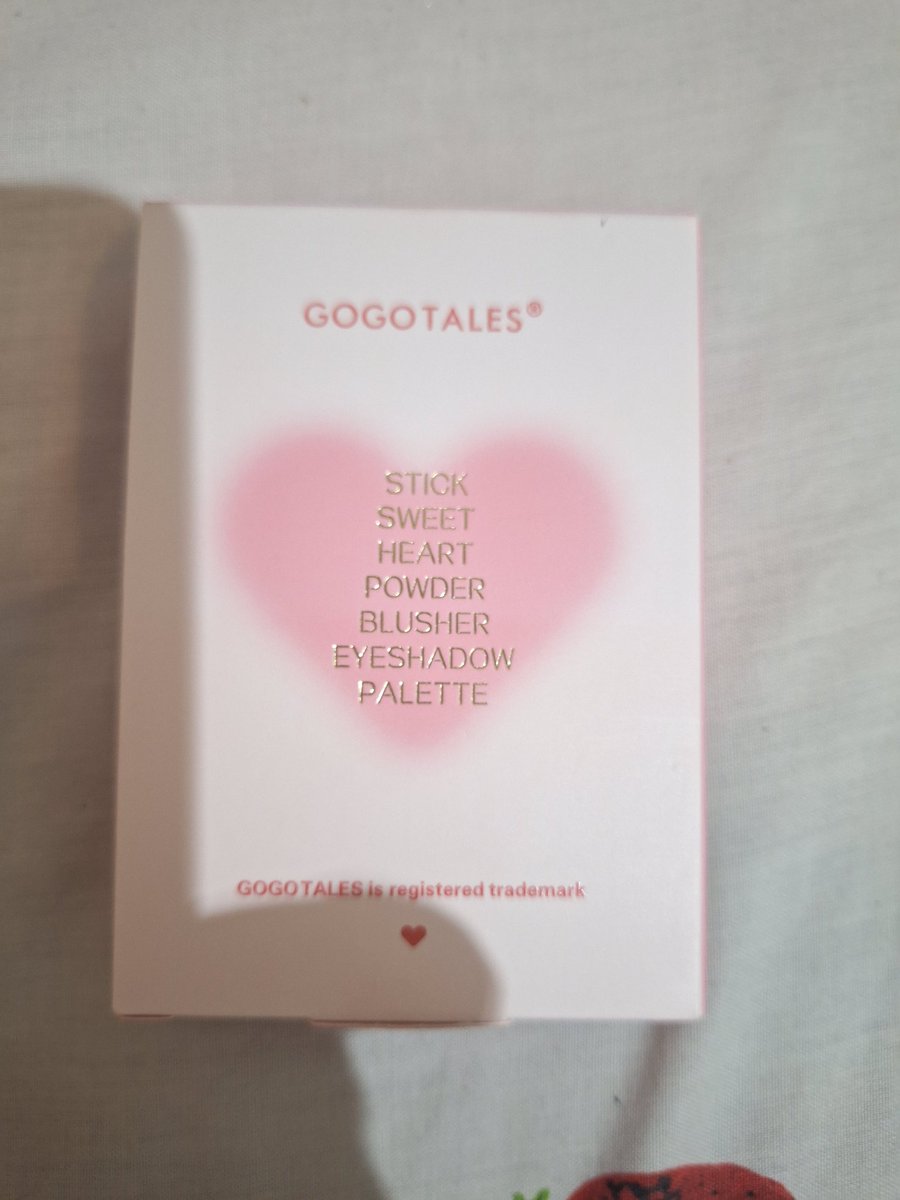 GOGOTALES®
STICK
SWEET
HEART
POWDER
BLUSHER
EYESHADOW
PALETTE
GOGOTALES is registered trademark